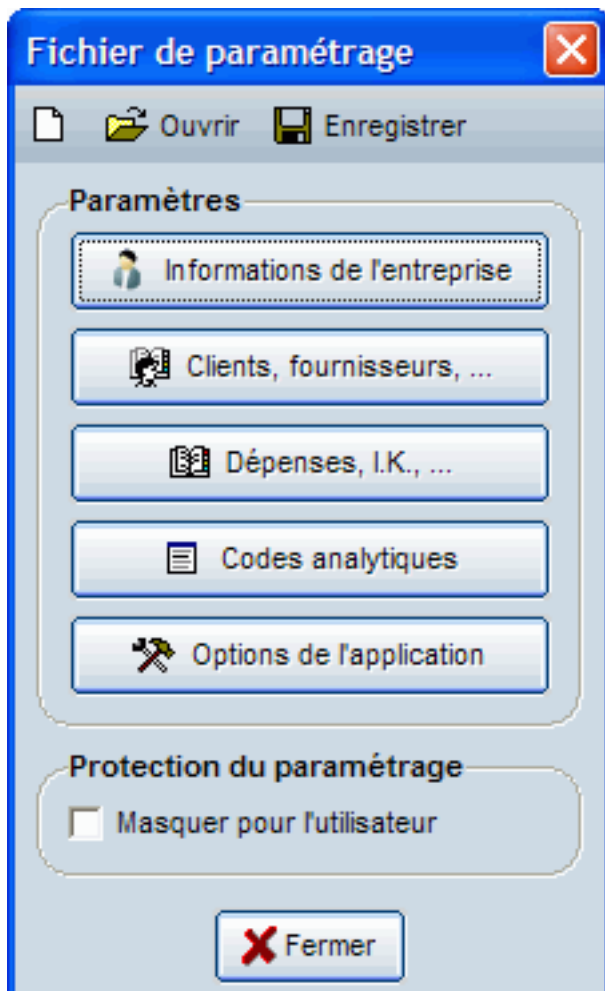 Fichier de paramétrage
Ouvrir Enregistrer
Paramètres
Informations de l'entreprise
Clients, fournisseurs, ...
Dépenses, I.K., ...
Codes analytiques
Options de l'application
Protection du paramétrage
Masquer pour l'utilisateur
Fermer